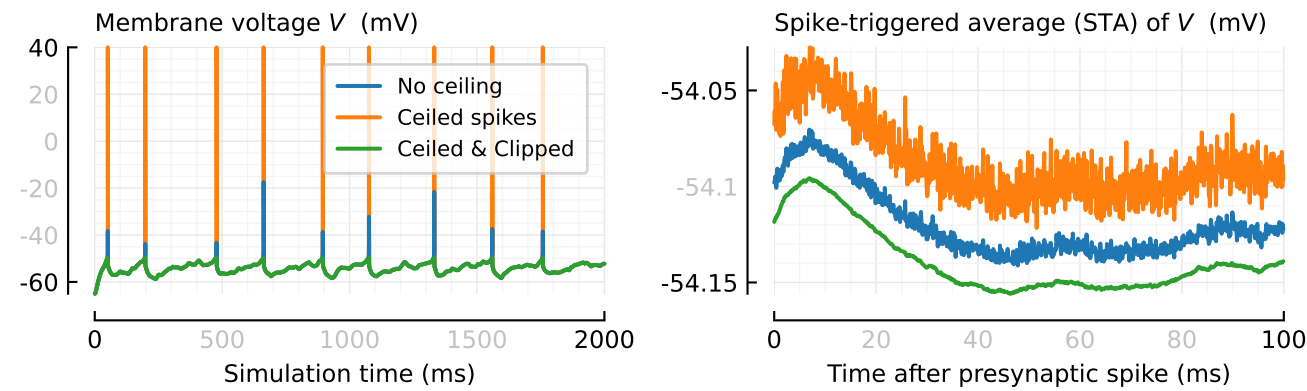 Membrane voltage V (mV)
40
20
0
-20
-40
-60
No ceiling
Ceiled spikes
Ceiled & Clipped
0 500 1000 1500 2000
Simulation time (ms)
Spike-triggered average (STA) of V (mV)
-54.05
-54.1
-54.15
0 20 40 60 80 100
Time after presynaptic spike (ms)